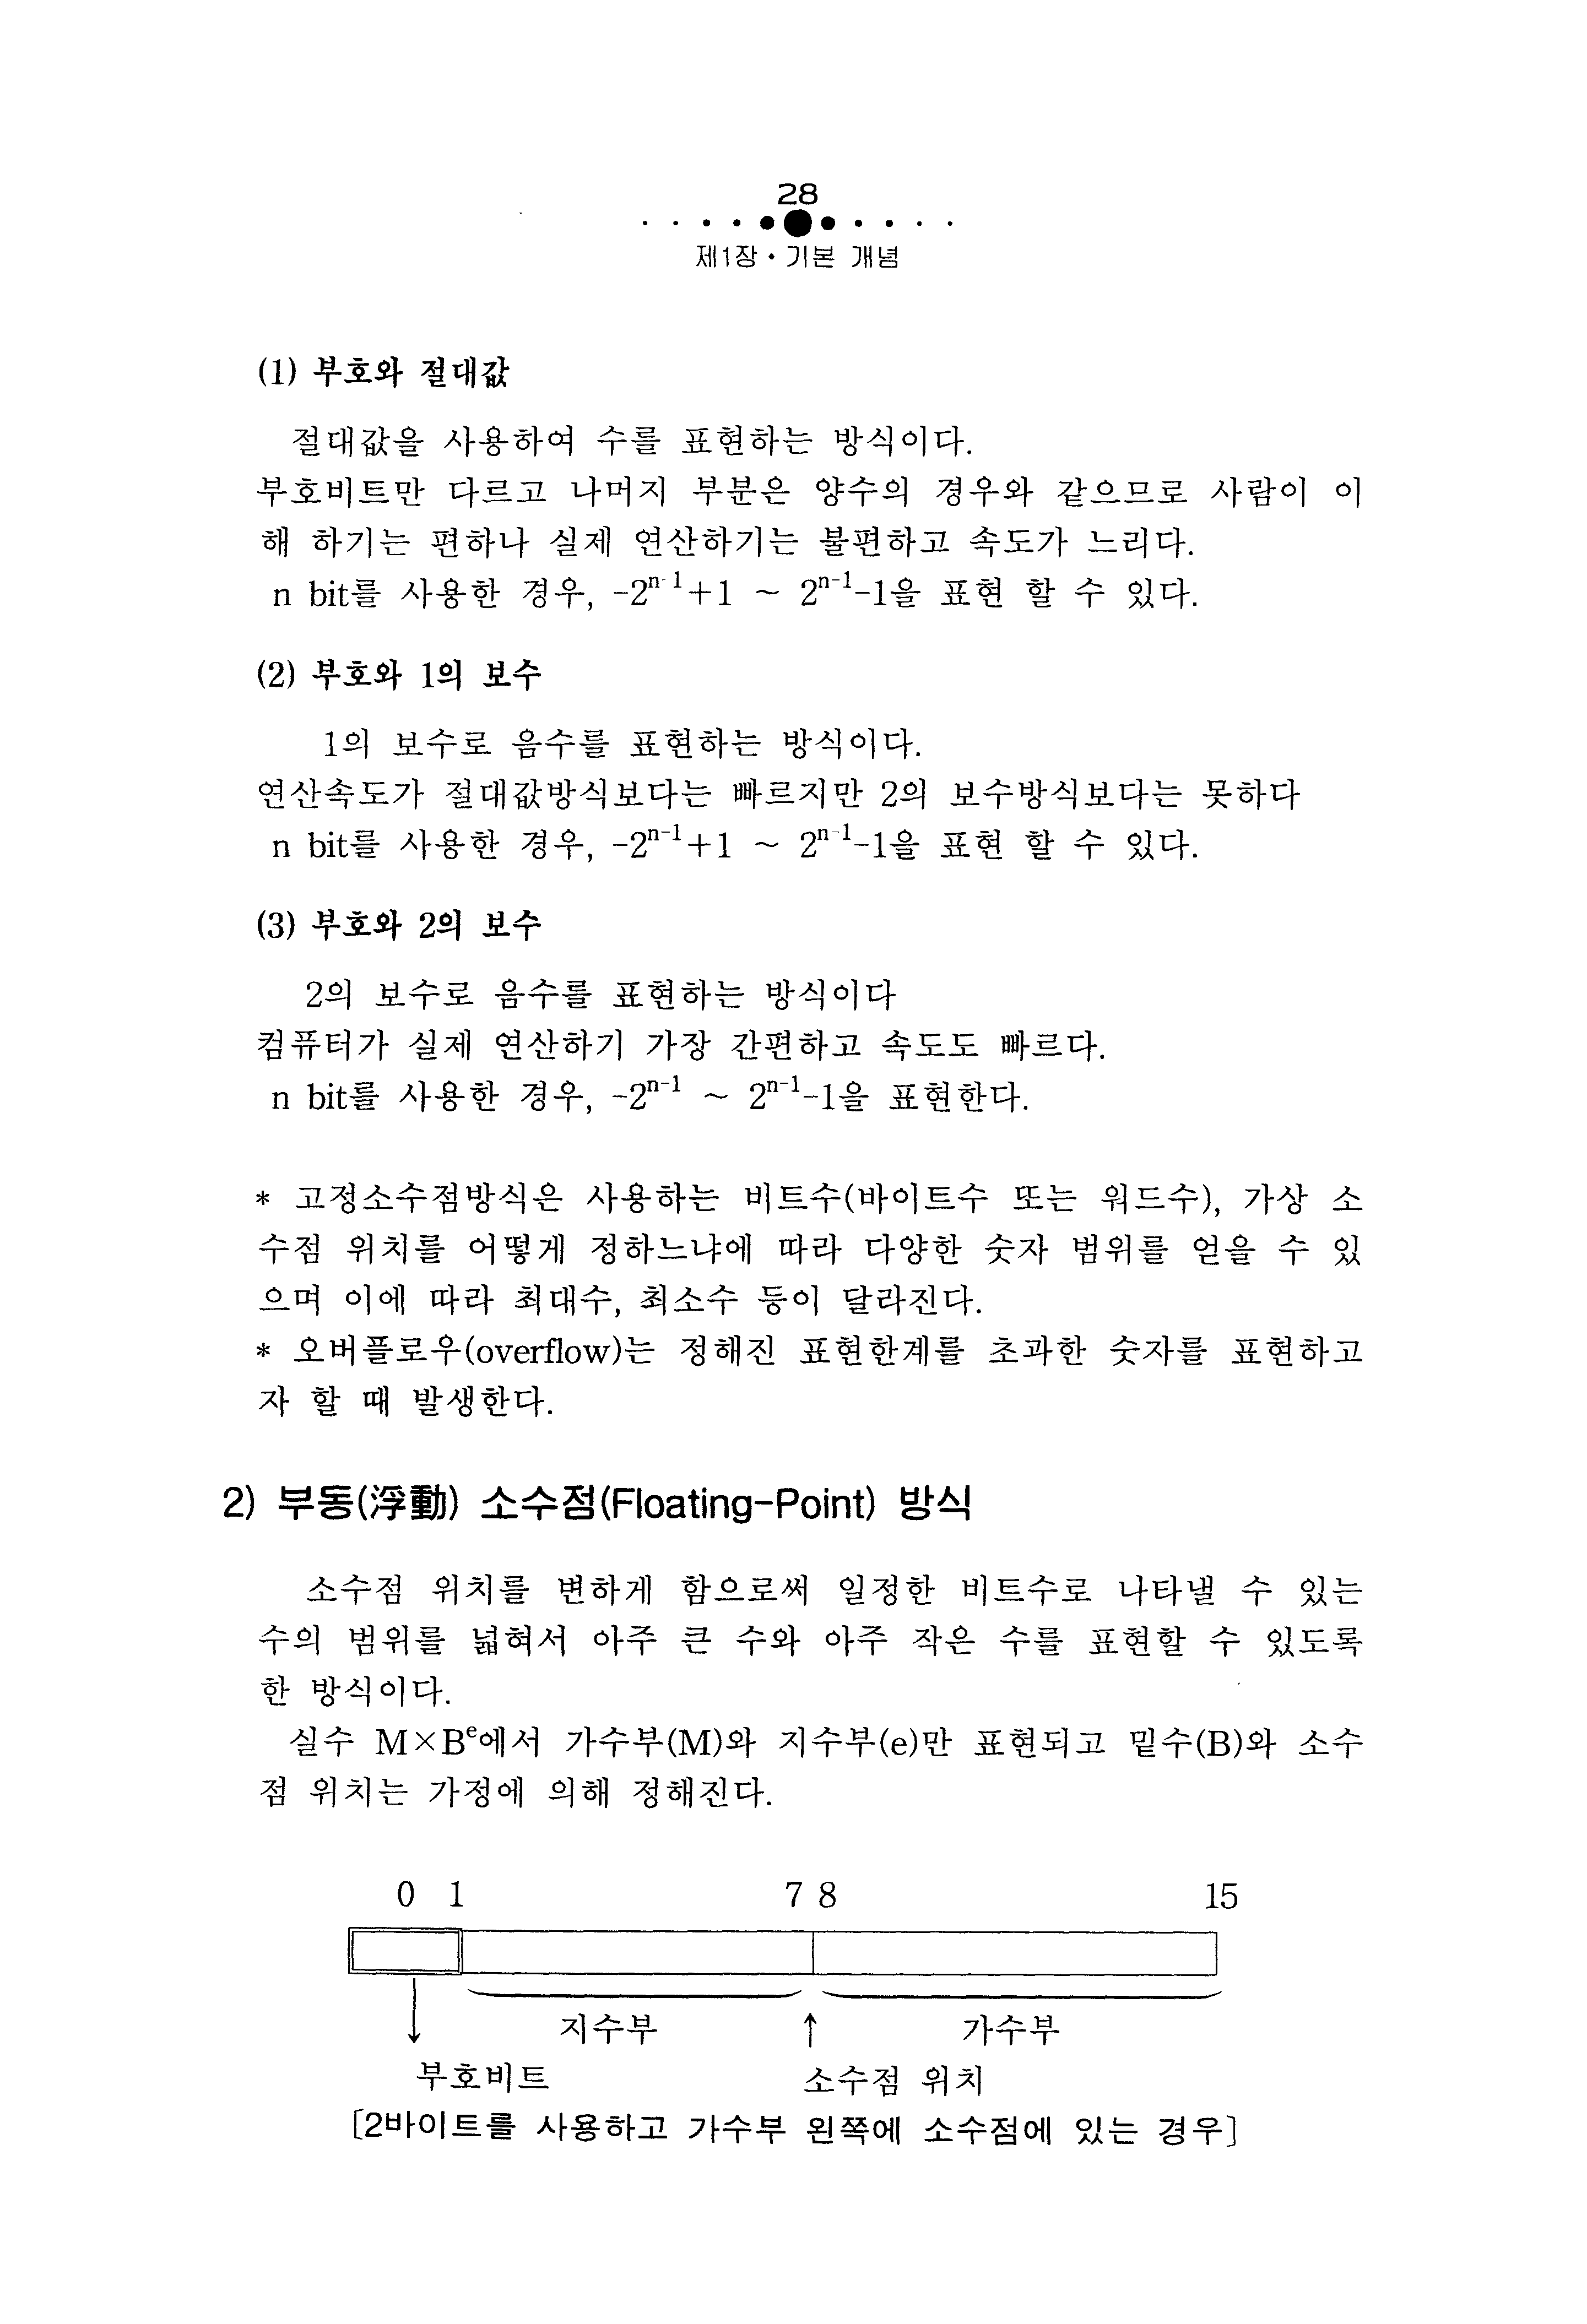 28
제1장 • 기본 개념
(1) 부호와 절대값
절대값을 사용하여 수를 표현하는 방식이다.
부호비트만 다르고 나머지 부분은 양수의 경우와 같으므로 사람이 이
해 하기는 편하나 실제 연산하기는 불편하고 속도가 느리다.
n bit를 사용한 경우, -2ⁿ⁻¹+1 ~ 2ⁿ⁻¹-1을 표현 할 수 있다.
(2) 부호와 1의 보수
1의 보수로 음수를 표현하는 방식이다.
연산속도가 절대값방식보다는 빠르지만 2의 보수방식보다는 못하다
n bit를 사용한 경우, -2ⁿ⁻¹+1 ~ 2ⁿ⁻¹-1을 표현 할 수 있다.
(3) 부호와 2의 보수
2의 보수로 음수를 표현하는 방식이다
컴퓨터가 실제 연산하기 가장 간편하고 속도도 빠르다.
n bit를 사용한 경우, -2ⁿ⁻¹ ~ 2ⁿ⁻¹-1을 표현한다.
* 고정소수점방식은 사용하는 비트수(바이트수 또는 워드수), 가상 소
수점 위치를 어떻게 정하느냐에 따라 다양한 숫자 범위를 얻을 수 있
으며 이에 따라 최대수, 최소수 등이 달라진다.
* 오버플로우(overflow)는 정해진 표현한계를 초과한 숫자를 표현하고
자 할 때 발생한다.
2) 부동(浮動) 소수점(Floating-Point) 방식
소수점 위치를 변하게 함으로써 일정한 비트수로 나타낼 수 있는
수의 범위를 넓혀서 아주 큰 수와 아주 작은 수를 표현할 수 있도록
한 방식이다.
실수 M×Bᵉ에서 가수부(M)와 지수부(e)만 표현되고 밑수(B)와 소수
점 위치는 가정에 의해 정해진다.
0 1 7 8 15
지수부 ↑ 가수부
부호비트 소수점 위치
[2바이트를 사용하고 가수부 왼쪽에 소수점에 있는 경우]